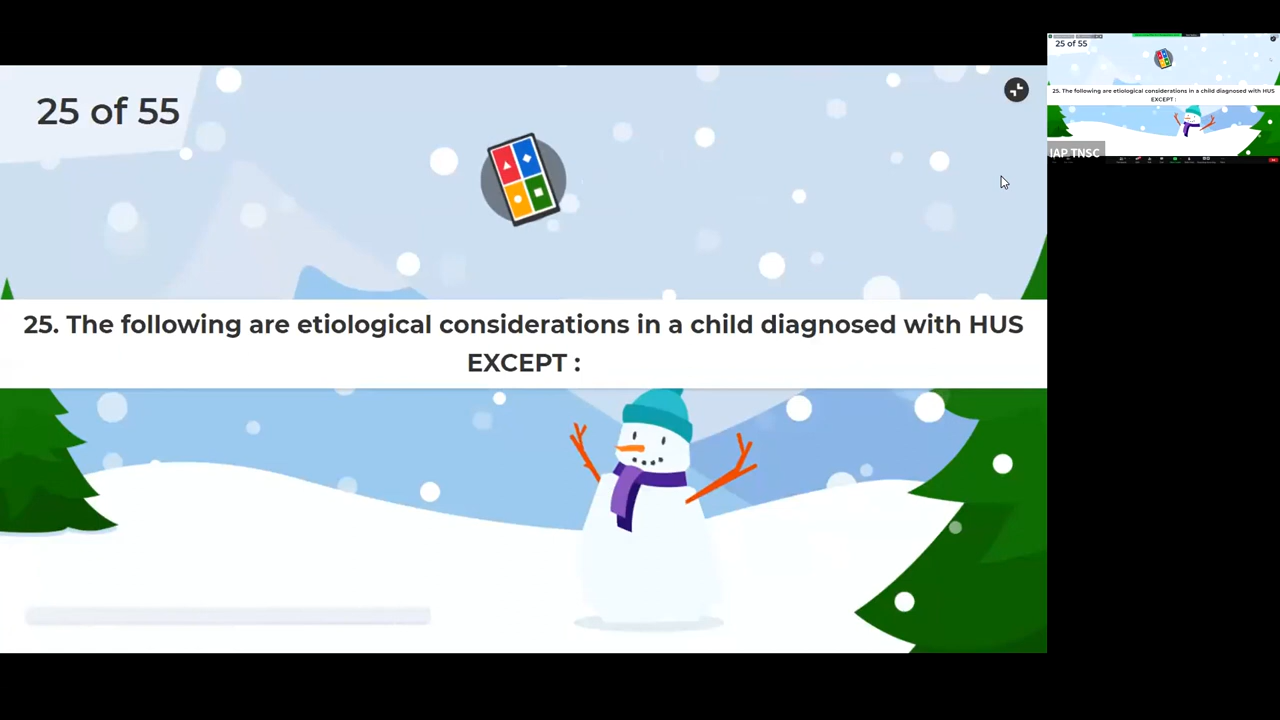 25 of 55
25. The following are etiological considerations in a child diagnosed with HUS
EXCEPT :
25 of 55
25. The following are etiological considerations in a child diagnosed with HUS
EXCEPT :
IAP TNSC